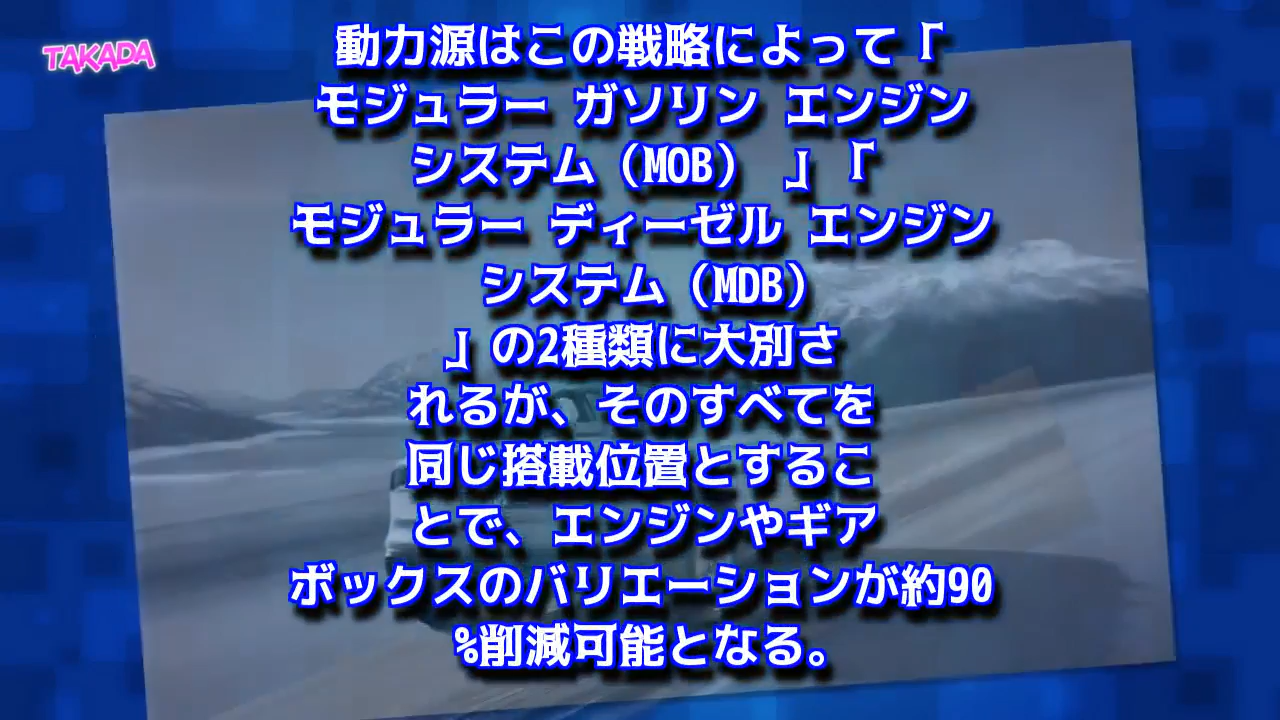 TAKADA
動力源はこの戦略によって「
モジュラー ガソリン エンジン
システム（MOB） 」「
モジュラー ディーゼル エンジン
システム（MDB）
」の2種類に大別さ
れるが、そのすべてを
同じ搭載位置とするこ
とで、エンジンやギア
ボックスのバリエーションが約90
%削減可能となる。